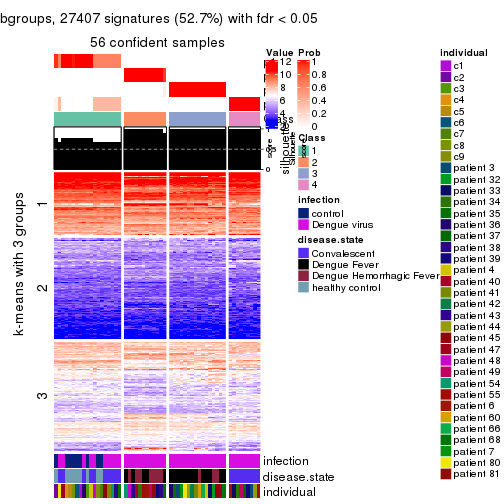 bgroups, 27407 signatures (52.7%) with fdr < 0.05
56 confident samples
Value
12
10
8
6
4
2
0
Prob
1
0.8
0.6
0.4
0.2
0
Class
1
0.5
0
silhouette
score
Class
1
2
3
4
infection
control
Dengue virus
disease.state
Convalescent
Dengue Fever
Dengue Hemorrhagic Fever
healthy control
individual
c1
c2
c3
c4
c5
c6
c7
c8
c9
patient 3
patient 32
patient 33
patient 34
patient 35
patient 36
patient 37
patient 38
patient 39
patient 4
patient 40
patient 41
patient 42
patient 43
patient 44
patient 45
patient 47
patient 48
patient 49
patient 54
patient 55
patient 6
patient 60
patient 66
patient 68
patient 7
patient 80
patient 81
k-means with 3 groups
1
2
3
infection
disease.state
individual